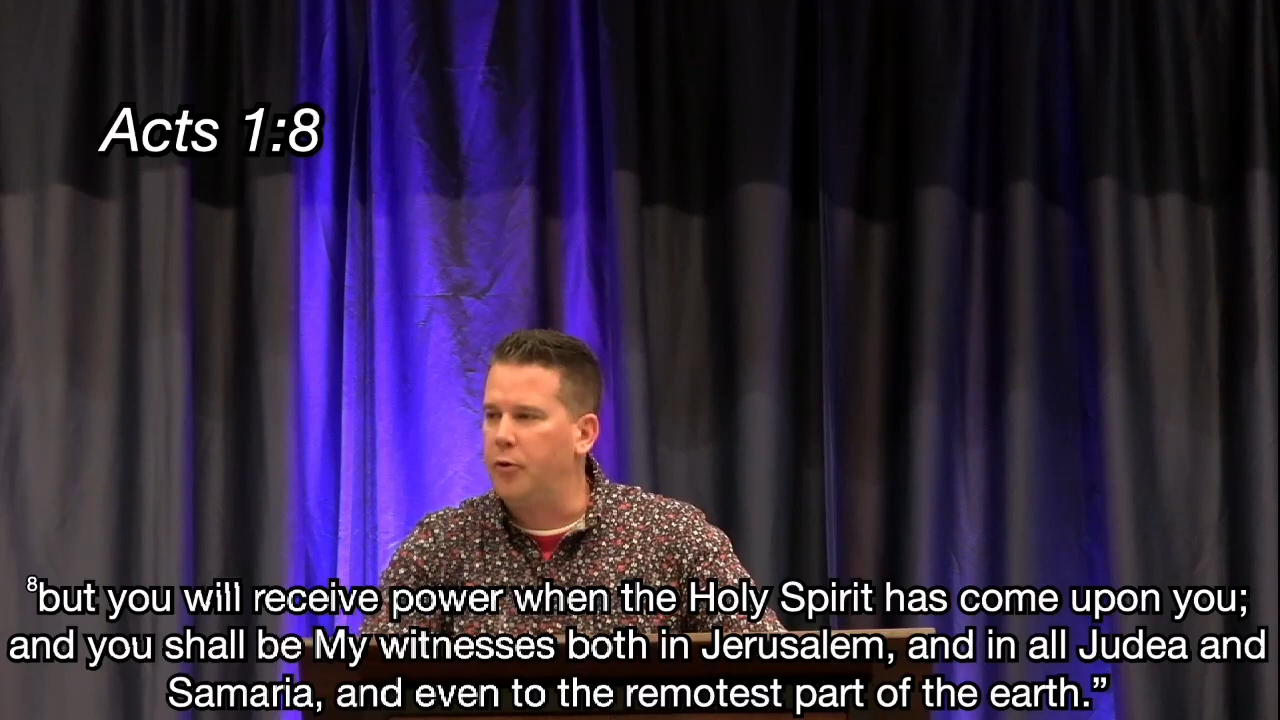 Acts 1:8
⁸but you will receive power when the Holy Spirit has come upon you;
and you shall be My witnesses both in Jerusalem, and in all Judea and
Samaria, and even to the remotest part of the earth.”